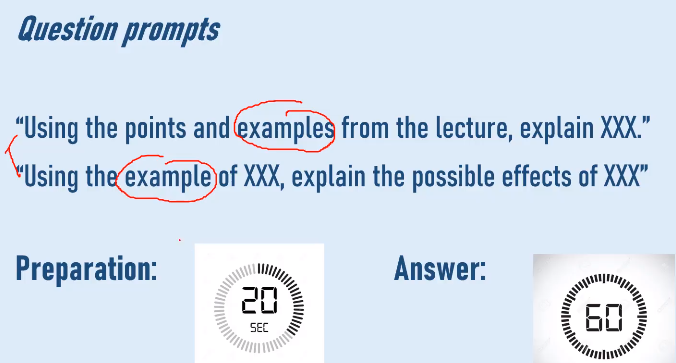 Question prompts
“Using the points and examples from the lecture, explain XXX.”
“Using the example of XXX, explain the possible effects of XXX”
Preparation:
Answer:
20
SEC
60